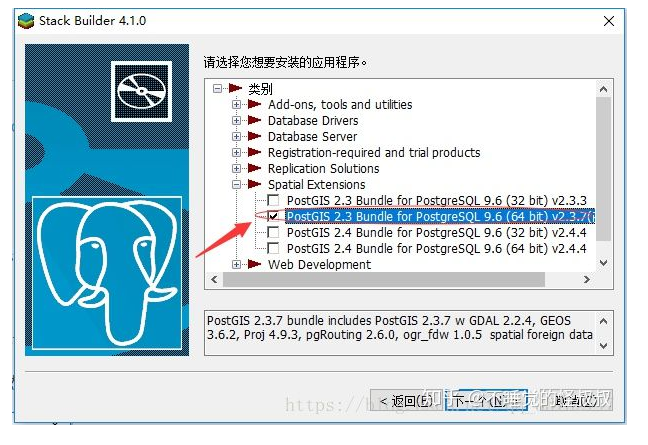 Stack Builder 4.1.0
请选择您想要安装的应用程序。
类别
Add-ons, tools and utilities
Database Drivers
Database Server
Registration-required and trial products
Replication Solutions
Spatial Extensions
PostGIS 2.3 Bundle for PostgreSQL 9.6 (32 bit) v2.3.3
PostGIS 2.3 Bundle for PostgreSQL 9.6 (64 bit) v2.3.7(
PostGIS 2.4 Bundle for PostgreSQL 9.6 (32 bit) v2.4.4
PostGIS 2.4 Bundle for PostgreSQL 9.6 (64 bit) v2.4.4
Web Development
PostGIS 2.3.7 bundle includes PostGIS 2.3.7 w GDAL 2.2.4, GEOS
3.6.2, Proj 4.9.3, pgRouting 2.6.0, ogr_fdw 1.0.5 spatial foreign data
< 返回(B) 下一个(N) > 取消
知乎